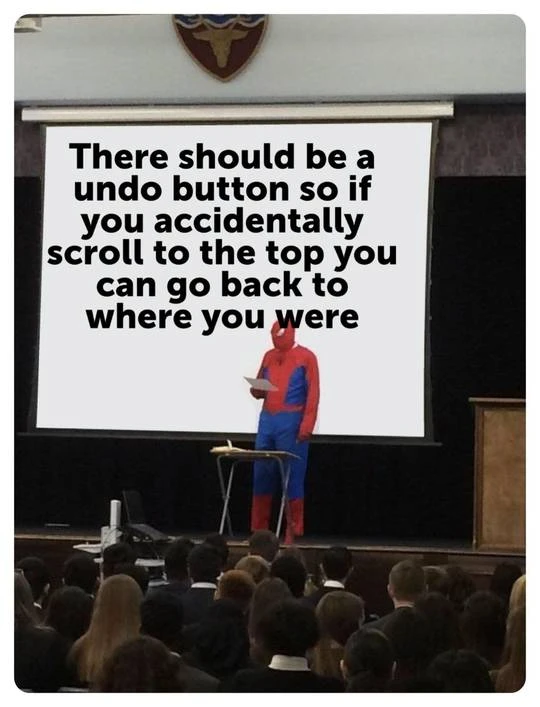 There should be a
undo button so if
you accidentally
scroll to the top you
can go back to
where you were